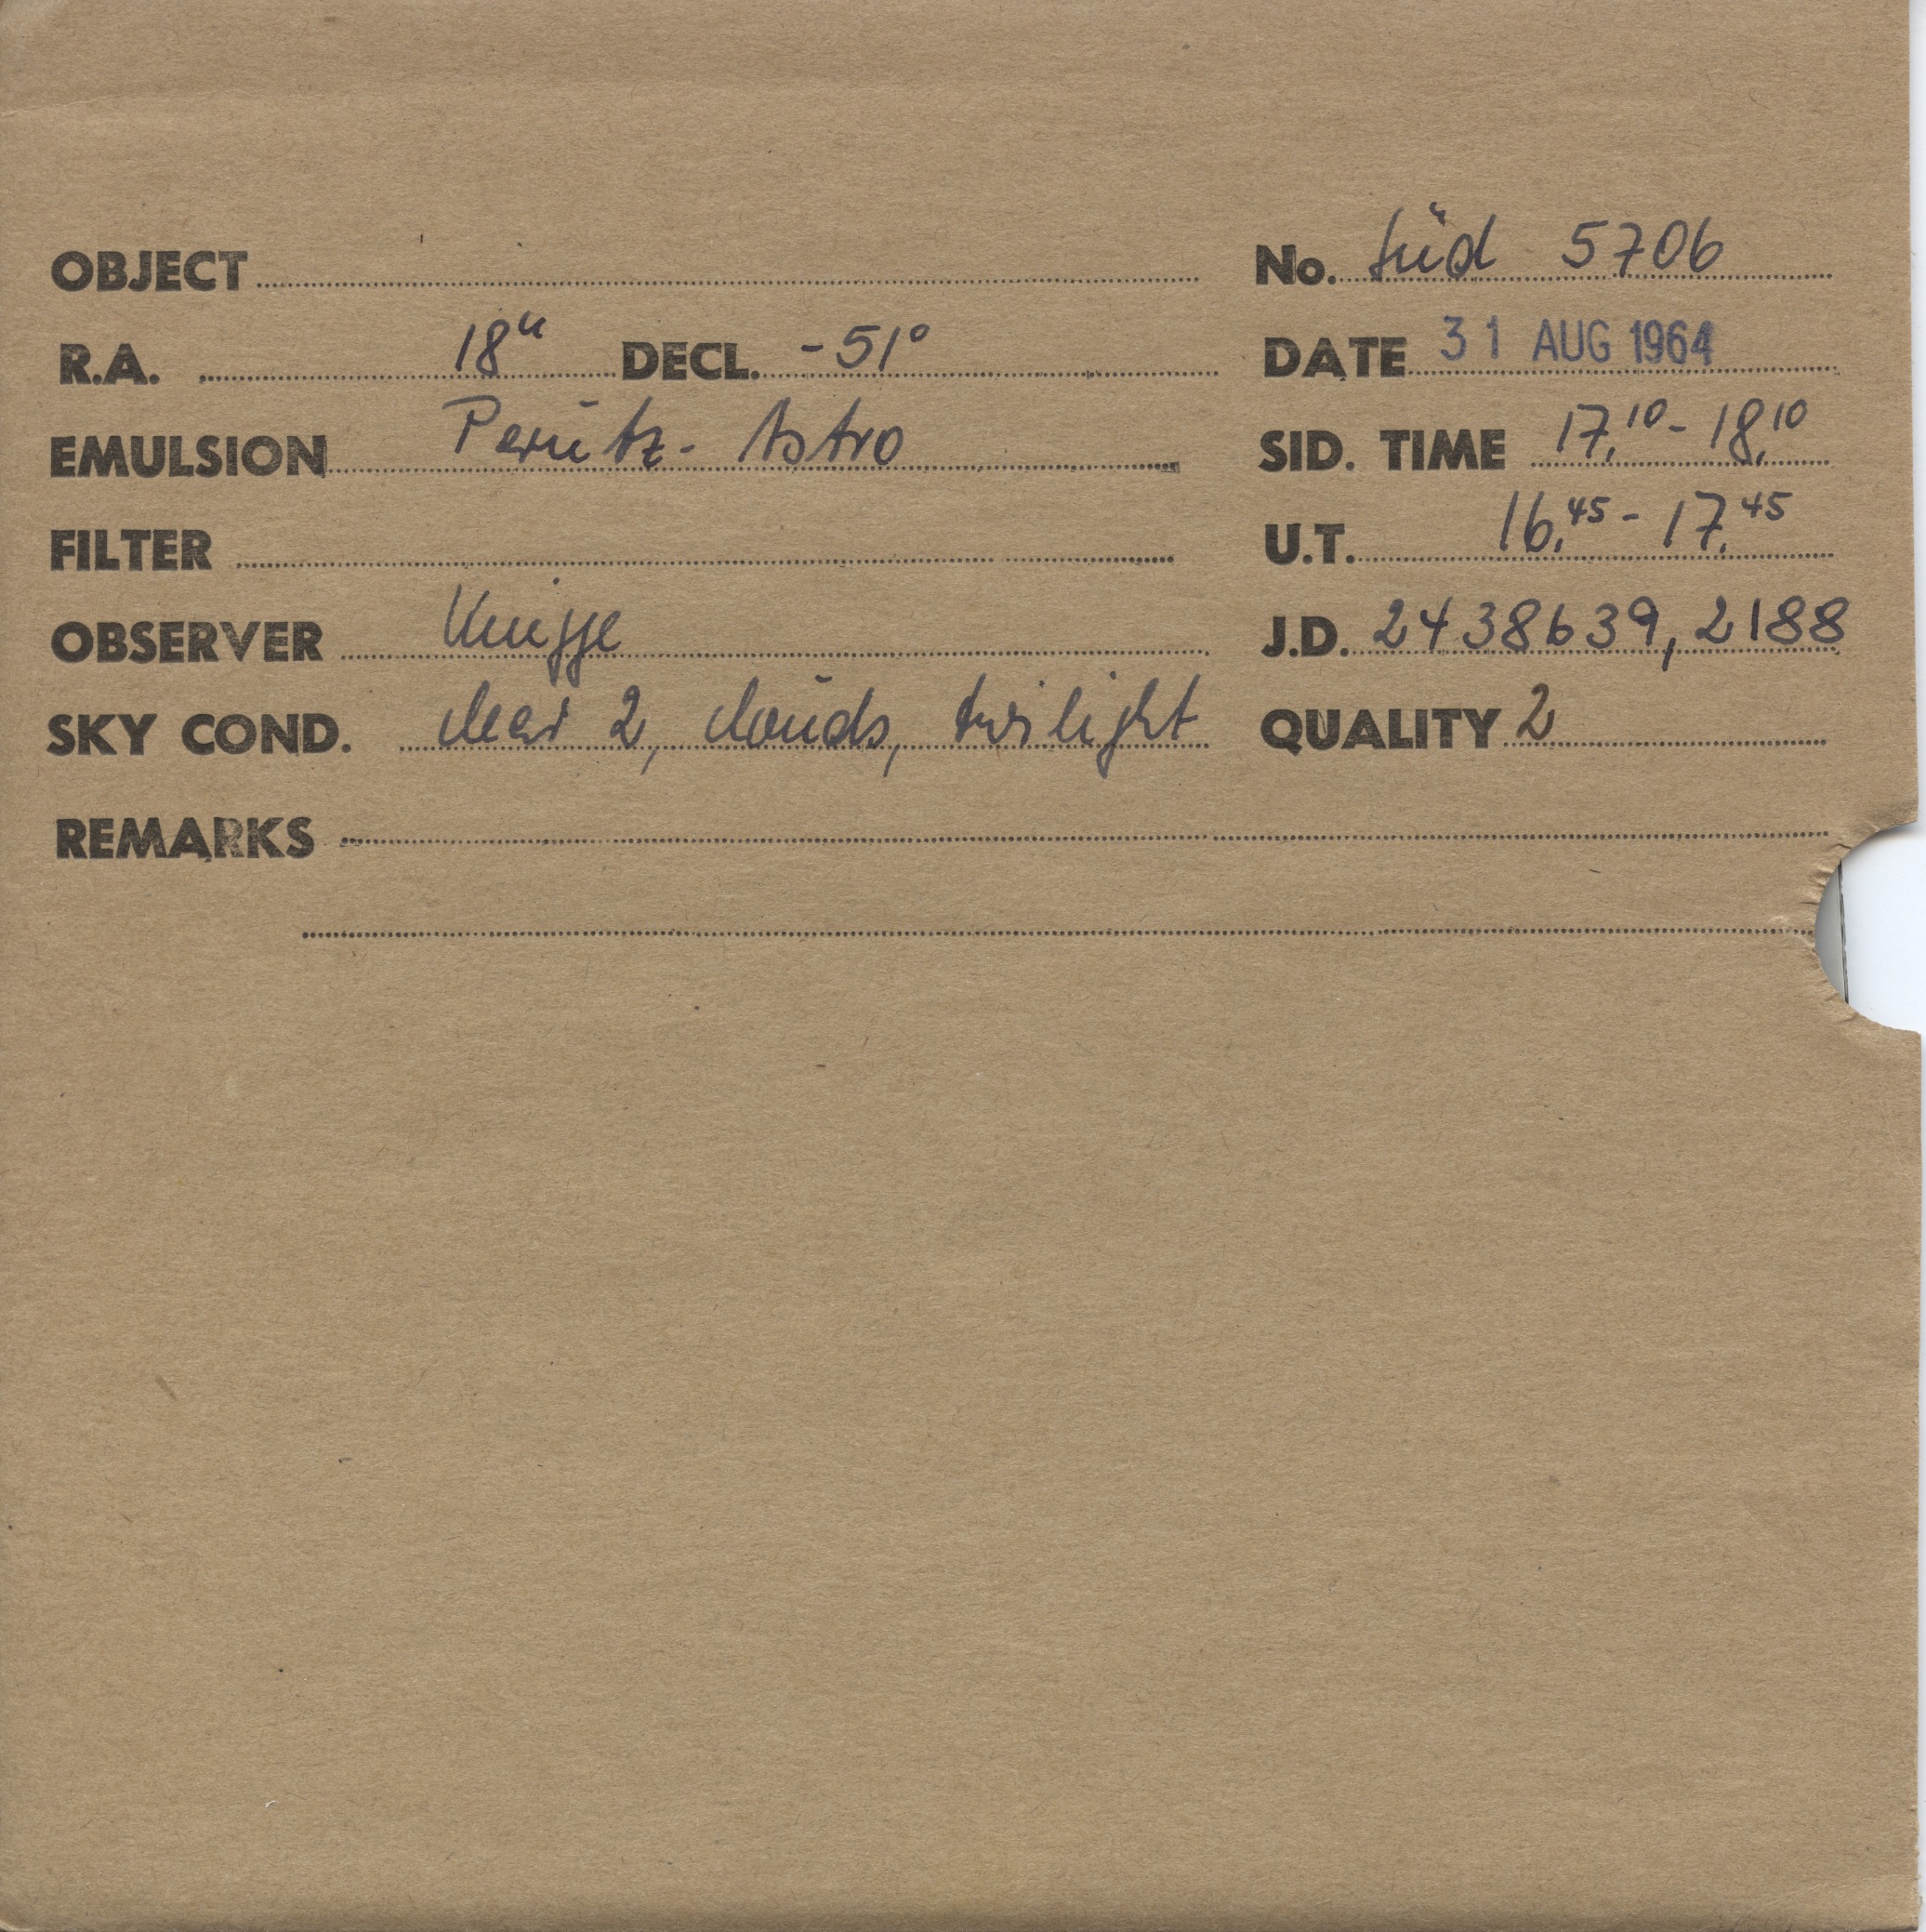 OBJECT No. Süd 5706
R.A. 18h DECL. -51° DATE 31 AUG 1964
EMULSION Perutz-Astro SID. TIME 17,10 - 18,10
FILTER U.T. 16,45 - 17,45
OBSERVER Knigge J.D. 2438639,2188
SKY COND. clear 2, clouds, twilight QUALITY 2
REMARKS